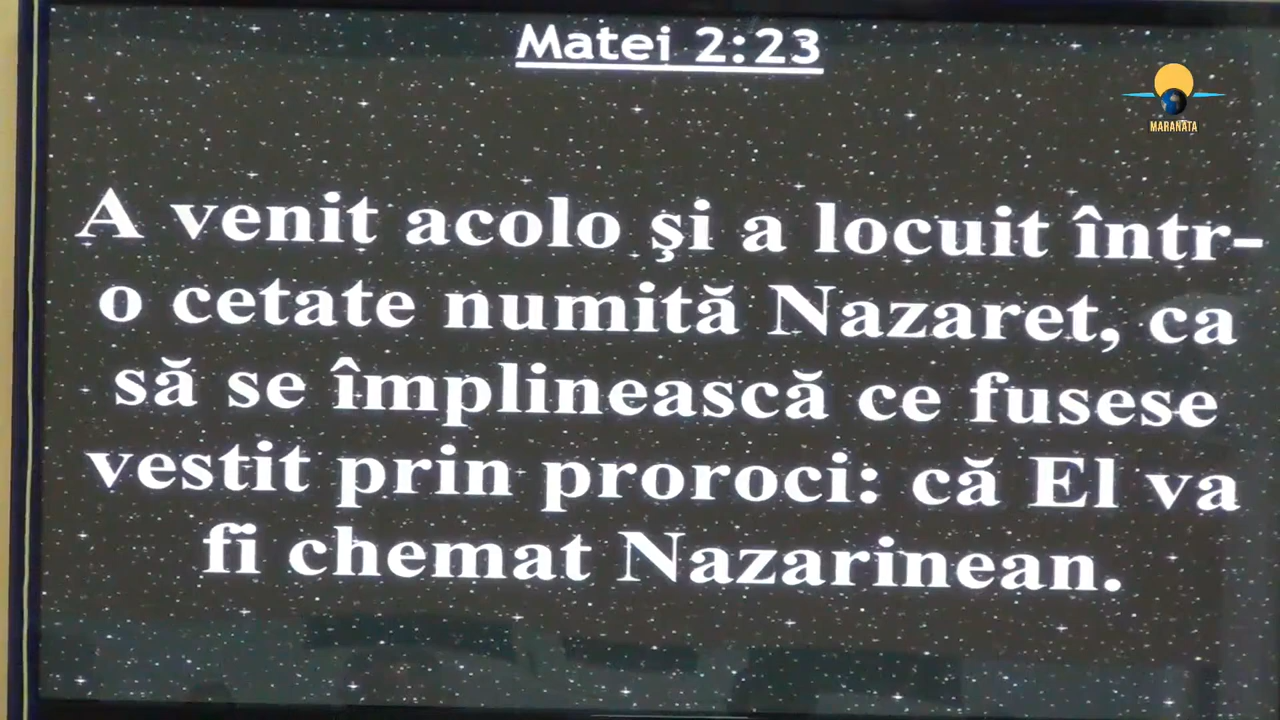 Matei 2:23
MARANATA
A venit acolo şi a locuit într-
o cetate numită Nazaret, ca
să se împlinească ce fusese
vestit prin proroci: că El va
fi chemat Nazarinean.